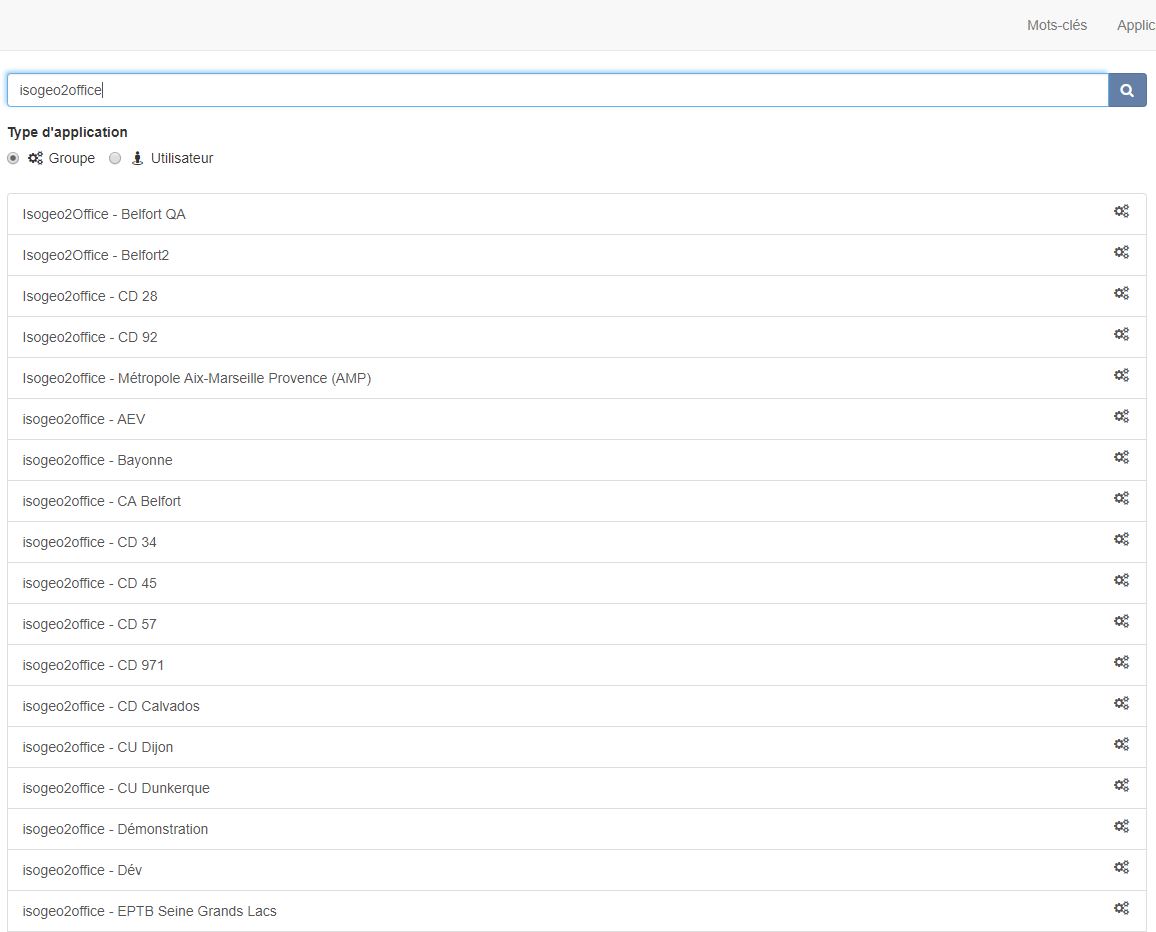 Mots-clés Applic
isogeo2office
Type d'application
Groupe Utilisateur
Isogeo2Office - Belfort QA
Isogeo2Office - Belfort2
Isogeo2office - CD 28
Isogeo2office - CD 92
Isogeo2office - Métropole Aix-Marseille Provence (AMP)
isogeo2office - AEV
isogeo2office - Bayonne
isogeo2office - CA Belfort
isogeo2office - CD 34
isogeo2office - CD 45
isogeo2office - CD 57
isogeo2office - CD 971
isogeo2office - CD Calvados
isogeo2office - CU Dijon
isogeo2office - CU Dunkerque
isogeo2office - Démonstration
isogeo2office - Dév
isogeo2office - EPTB Seine Grands Lacs